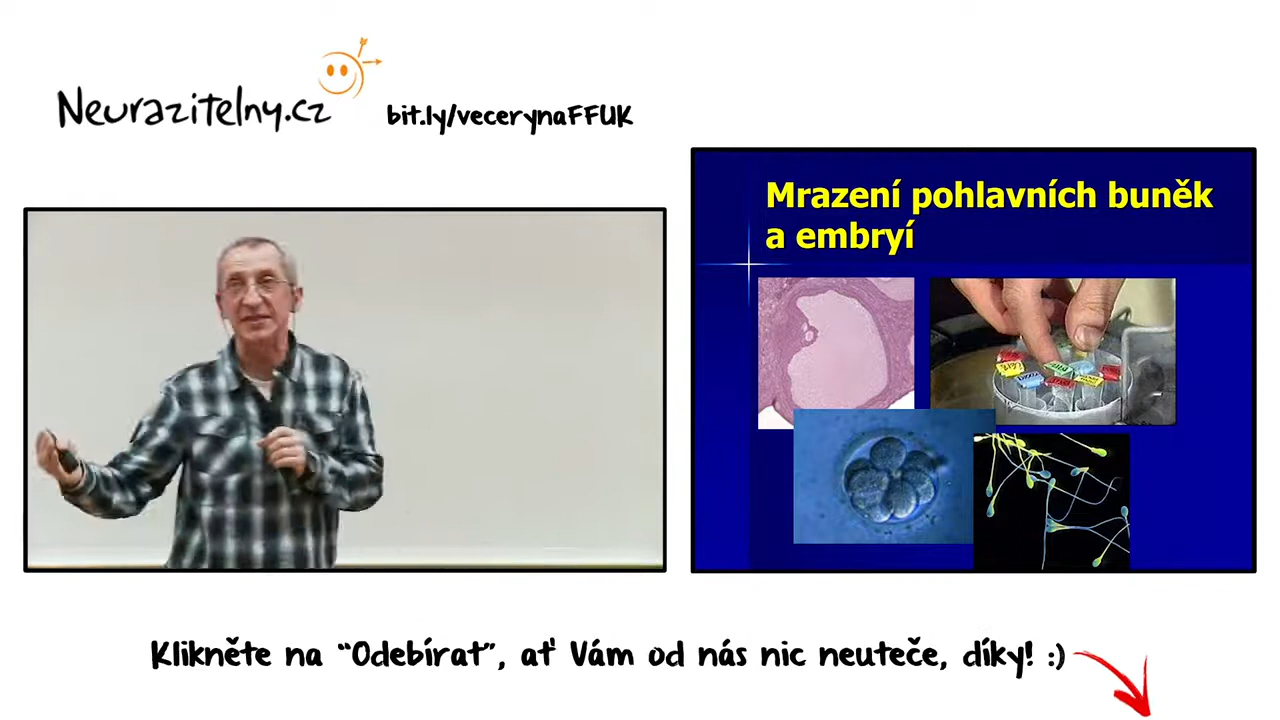 Neurazitelny.cz
bit.ly/vecerynaFFUK
Mrazení pohlavních buněk
a embryí
Klikněte na “Odebírat”, ať Vám od nás nic neuteče, díky! :)